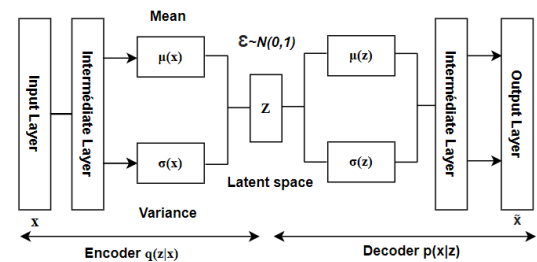 Mean
Ɛ~N(0,1)
Input Layer
Intermédiate Layer
μ(x)
σ(x)
Z
μ(z)
σ(z)
Intermédiate Layer
Output Layer
Latent space
x
Variance
x̃
Encoder q(z|x)
Decoder p(x|z)